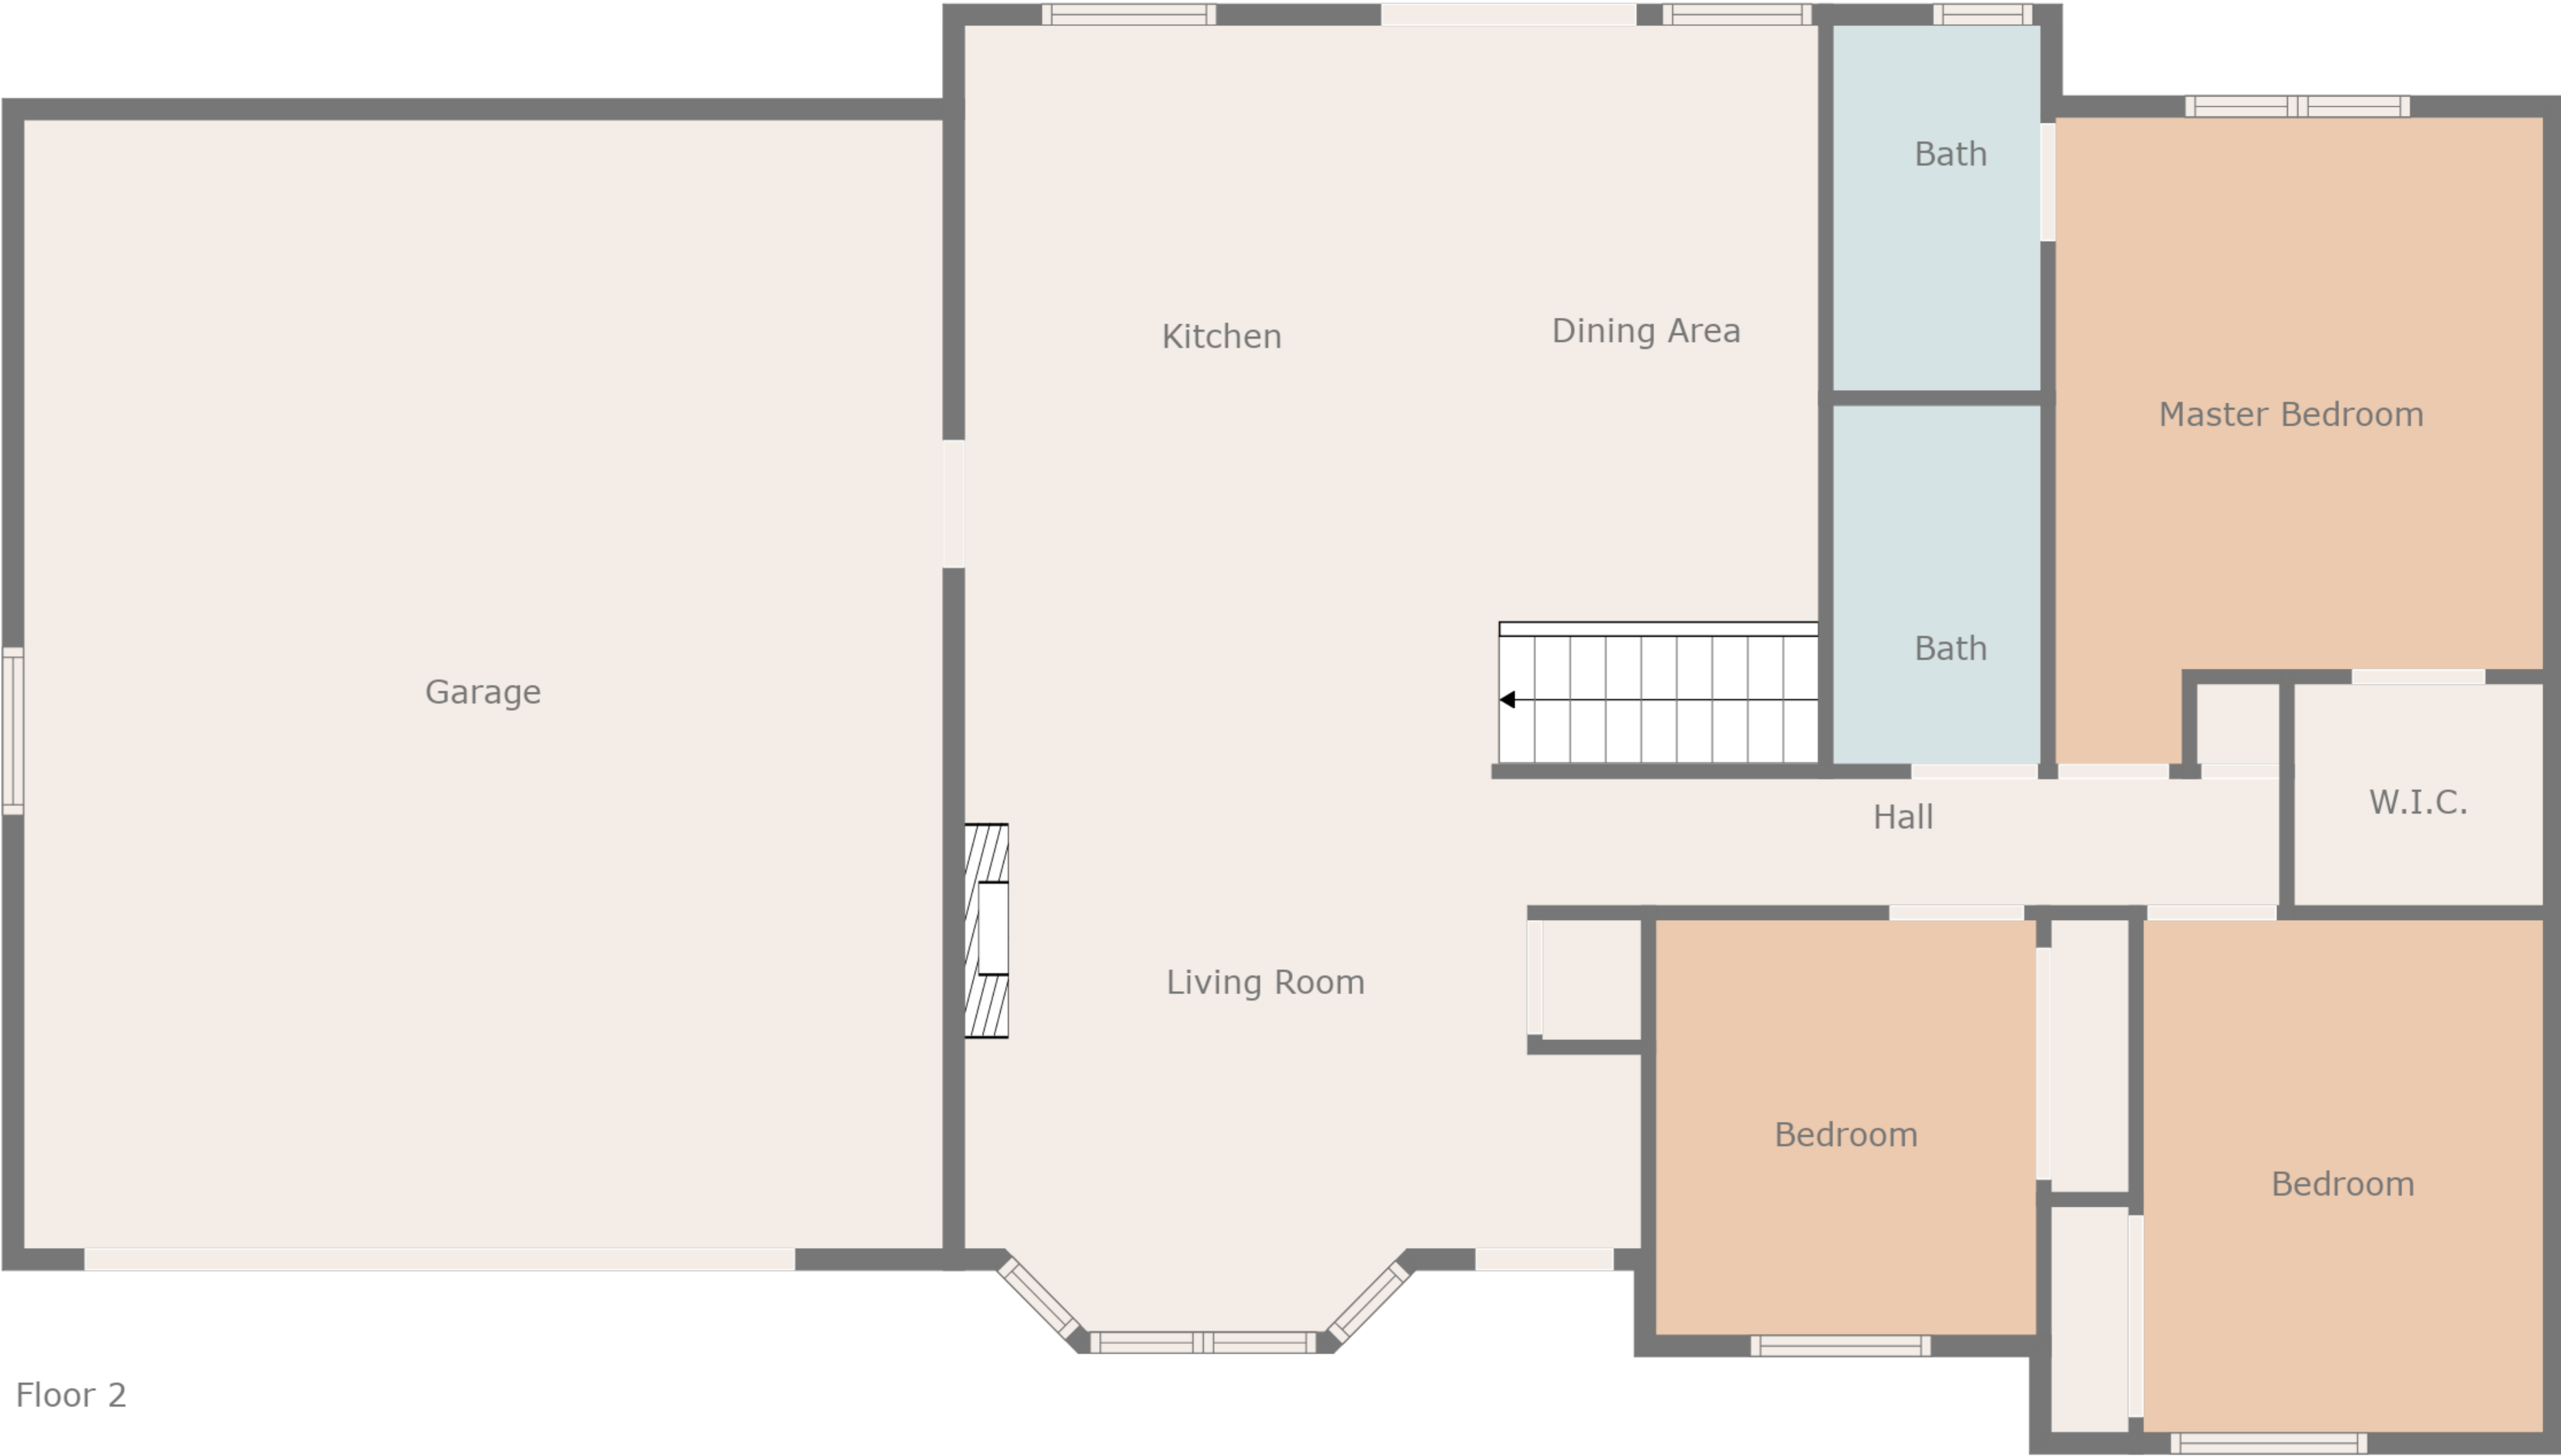 Bath
Kitchen
Dining Area
Master Bedroom
Bath
Garage
W.I.C.
Hall
Living Room
Bedroom
Bedroom
Floor 2